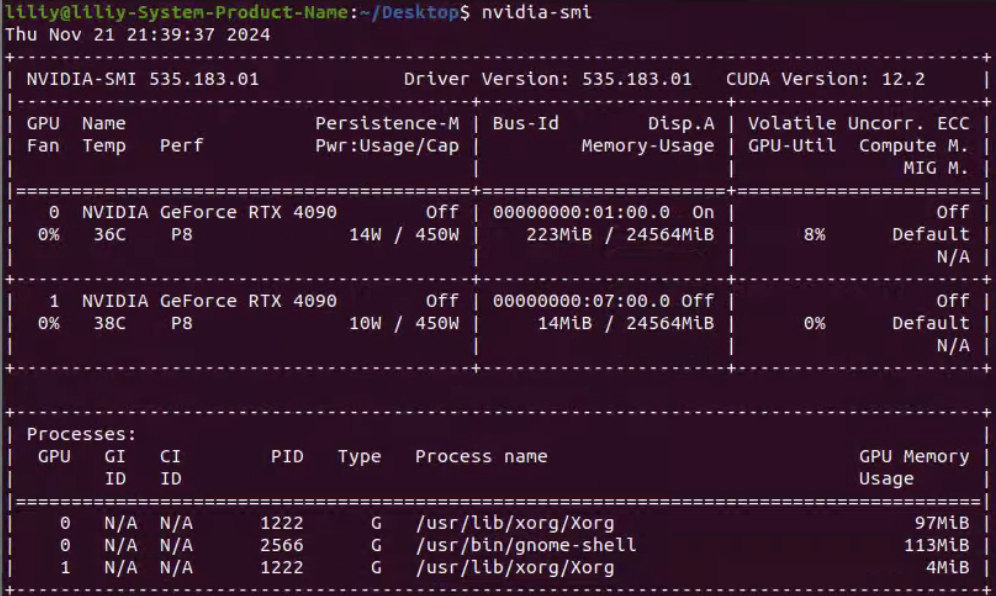 liliy@liliy-System-Product-Name:~/Desktop$ nvidia-smi
Thu Nov 21 21:39:37 2024
+-----------------------------------------------------------------------------+
| NVIDIA-SMI 535.183.01             Driver Version: 535.183.01   CUDA Version: 12.2     |
|-------------------------------+----------------------+----------------------+
| GPU  Name                 Persistence-M | Bus-Id        Disp.A | Volatile Uncorr. ECC |
| Fan  Temp   Perf          Pwr:Usage/Cap |         Memory-Usage | GPU-Util  Compute M. |
|                                         |                      |               MIG M. |
|=========================================+======================+======================|
|   0  NVIDIA GeForce RTX 4090        Off | 00000000:01:00.0  On |                  Off |
|  0%   36C    P8              14W / 450W |    223MiB / 24564MiB |      8%      Default |
|                                         |                      |                  N/A |
+-----------------------------------------+----------------------+----------------------+
|   1  NVIDIA GeForce RTX 4090        Off | 00000000:07:00.0 Off |                  Off |
|  0%   38C    P8              10W / 450W |     14MiB / 24564MiB |      0%      Default |
|                                         |                      |                  N/A |
+-----------------------------------------+----------------------+----------------------+

+---------------------------------------------------------------------------------------+
| Processes:                                                                            |
|  GPU   GI   CI        PID   Type   Process name                            GPU Memory |
|        ID   ID                                                             Usage      |
|=======================================================================================|
|    0   N/A  N/A      1222      G   /usr/lib/xorg/Xorg                           97MiB |
|    0   N/A  N/A      2566      G   /usr/bin/gnome-shell                        113MiB |
|    1   N/A  N/A      1222      G   /usr/lib/xorg/Xorg                            4MiB |
+---------------------------------------------------------------------------------------+